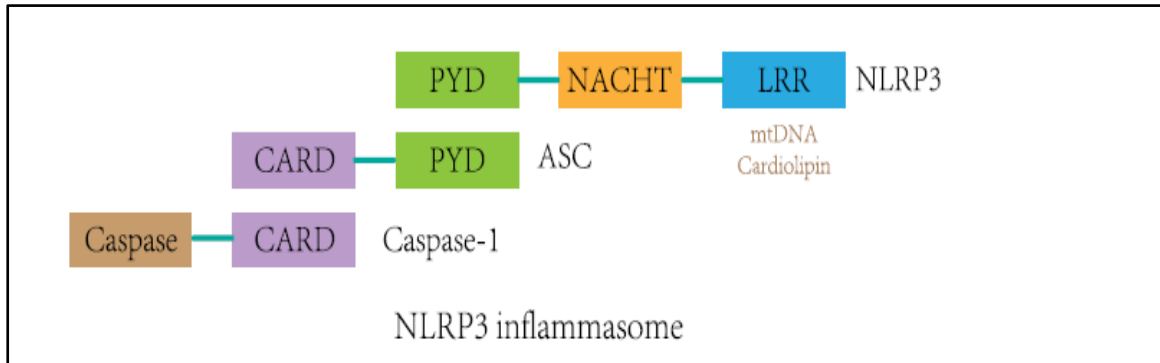 PYD NACHT LRR NLRP3
mtDNA
Cardiolipin
CARD PYD ASC
Caspase CARD Caspase-1
NLRP3 inflammasome